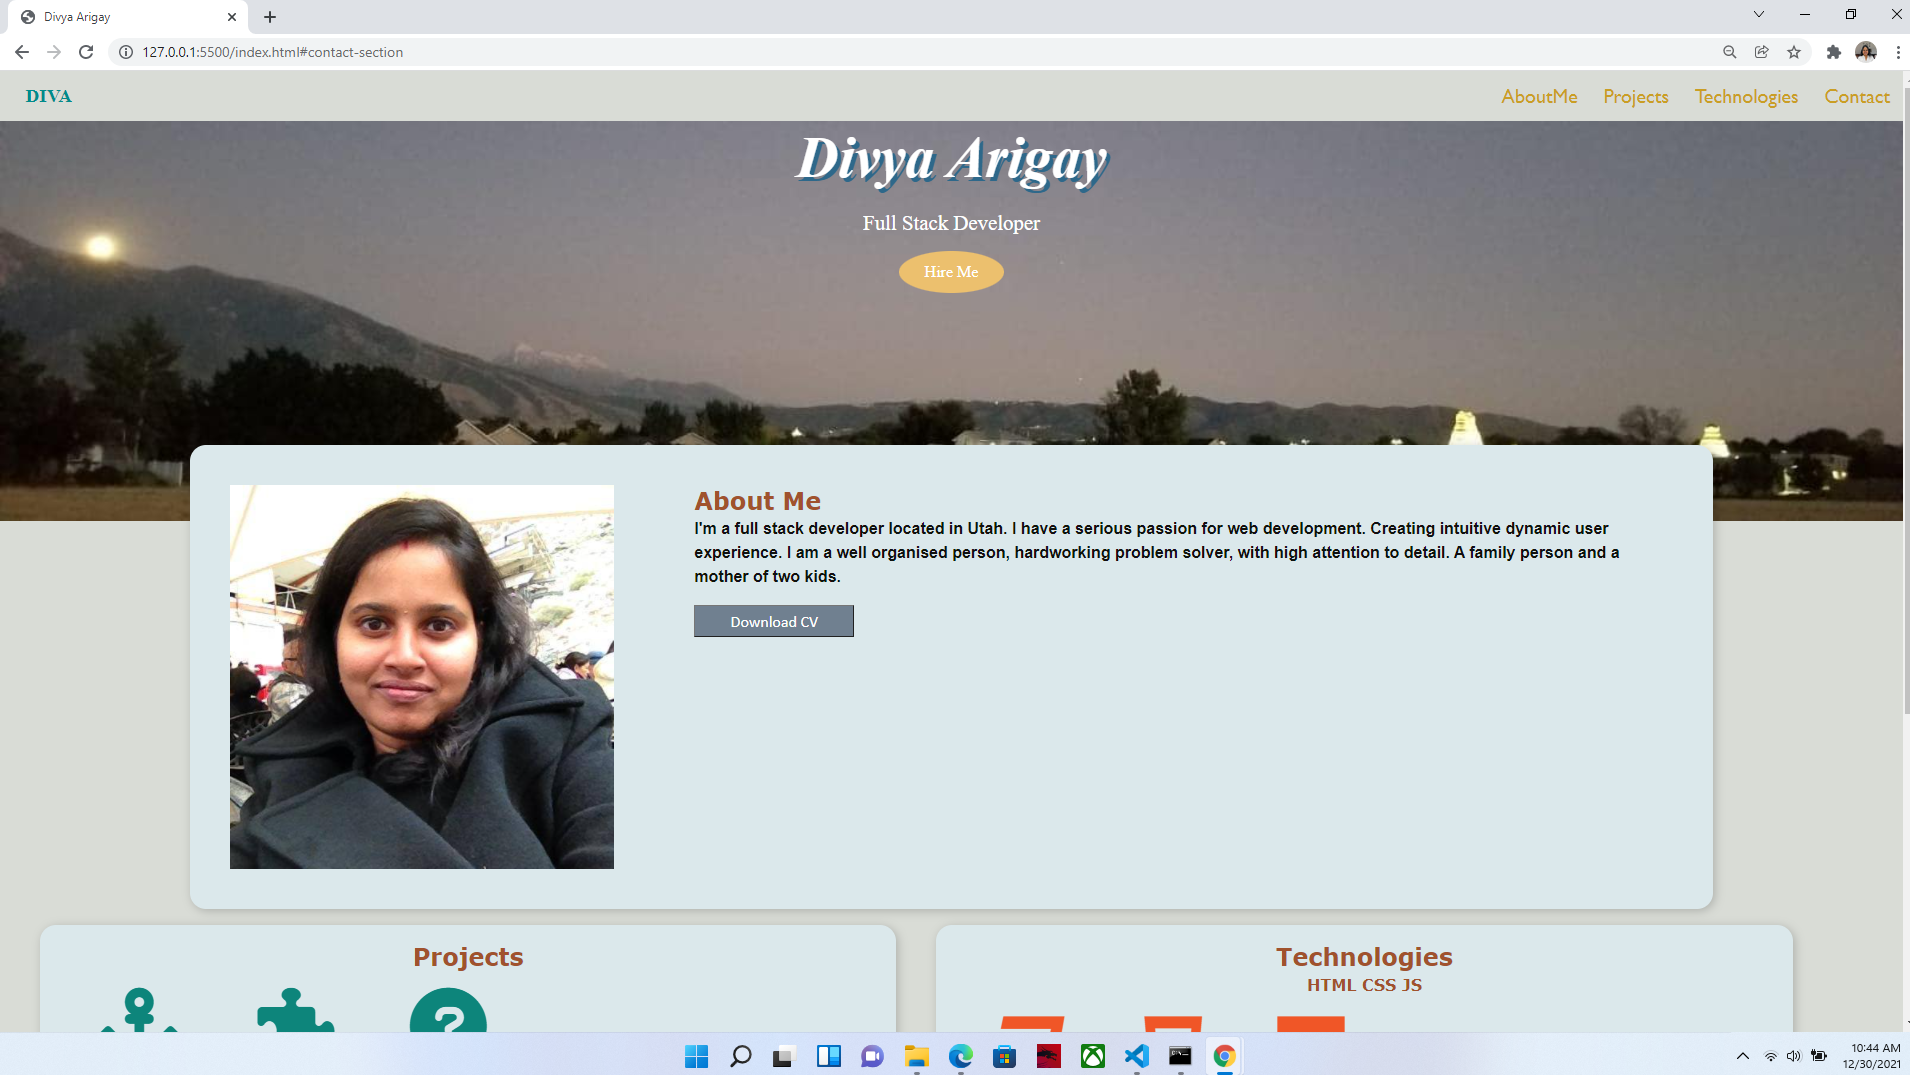 Divya Arigay
127.0.0.1:5500/index.html#contact-section
DIVA
AboutMe Projects Technologies Contact
Divya Arigay
Full Stack Developer
Hire Me
About Me
I'm a full stack developer located in Utah. I have a serious passion for web development. Creating intuitive dynamic user
experience. I am a well organised person, hardworking problem solver, with high attention to detail. A family person and a
mother of two kids.
Download CV
Projects
Technologies
HTML CSS JS
10:44 AM
12/30/2021